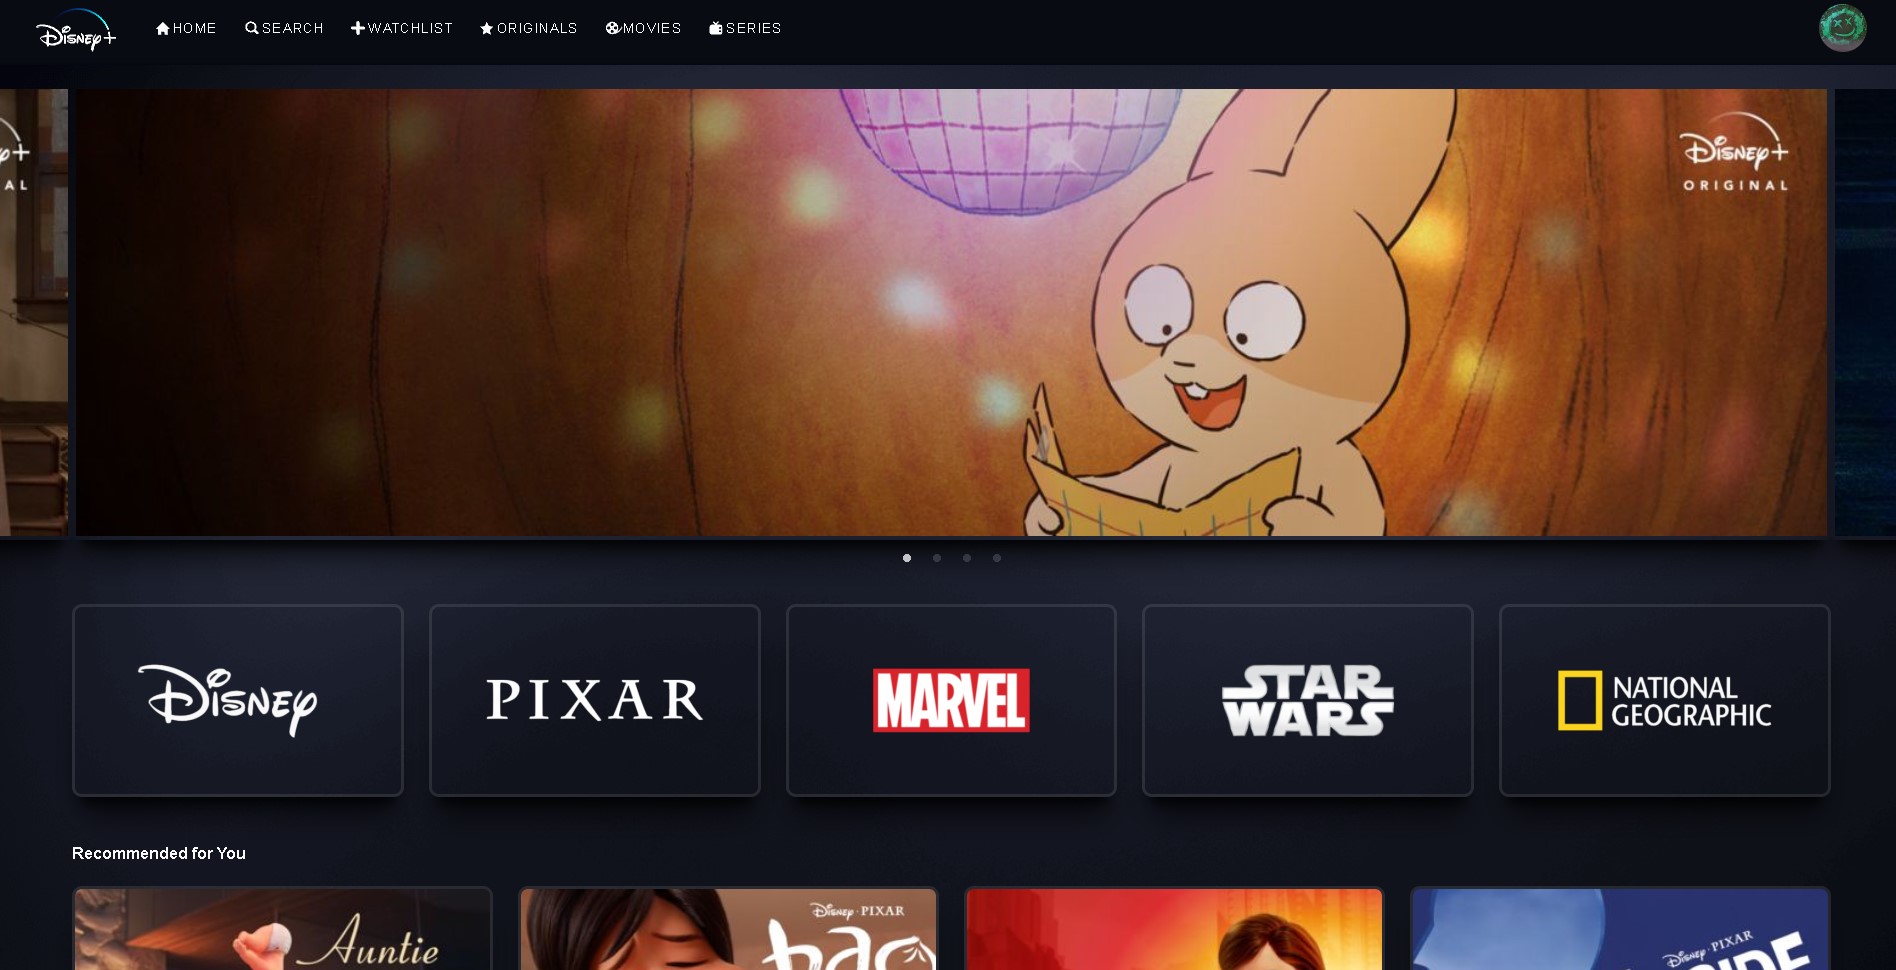 Disney+
HOME
SEARCH
WATCHLIST
ORIGINALS
MOVIES
SERIES
AL
Disney+
ORIGINAL
Disney
PIXAR
MARVEL
STAR
WARS
NATIONAL
GEOGRAPHIC
Recommended for You
Auntie
Disney · PIXAR
bao
Disney · PIXAR